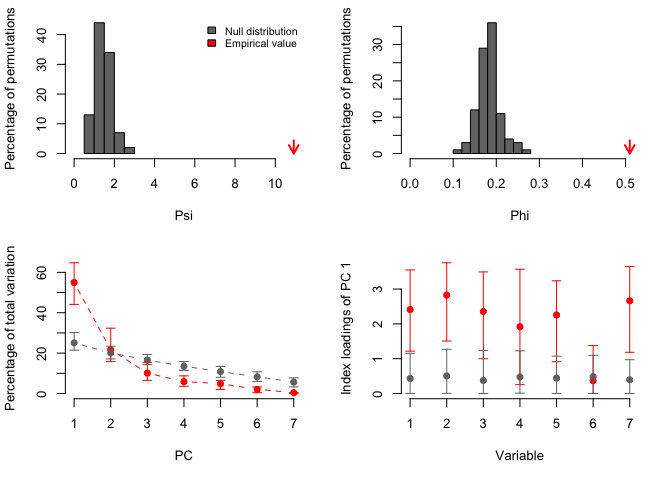 Percentage of permutations
0 10 20 30 40
Null distribution
Empirical value
0 2 4 6 8 10
Psi
Percentage of permutations
0 10 20 30
0.0 0.1 0.2 0.3 0.4 0.5
Phi
Percentage of total variation
0 20 40 60
1 2 3 4 5 6 7
PC
Index loadings of PC 1
0 1 2 3
1 2 3 4 5 6 7
Variable